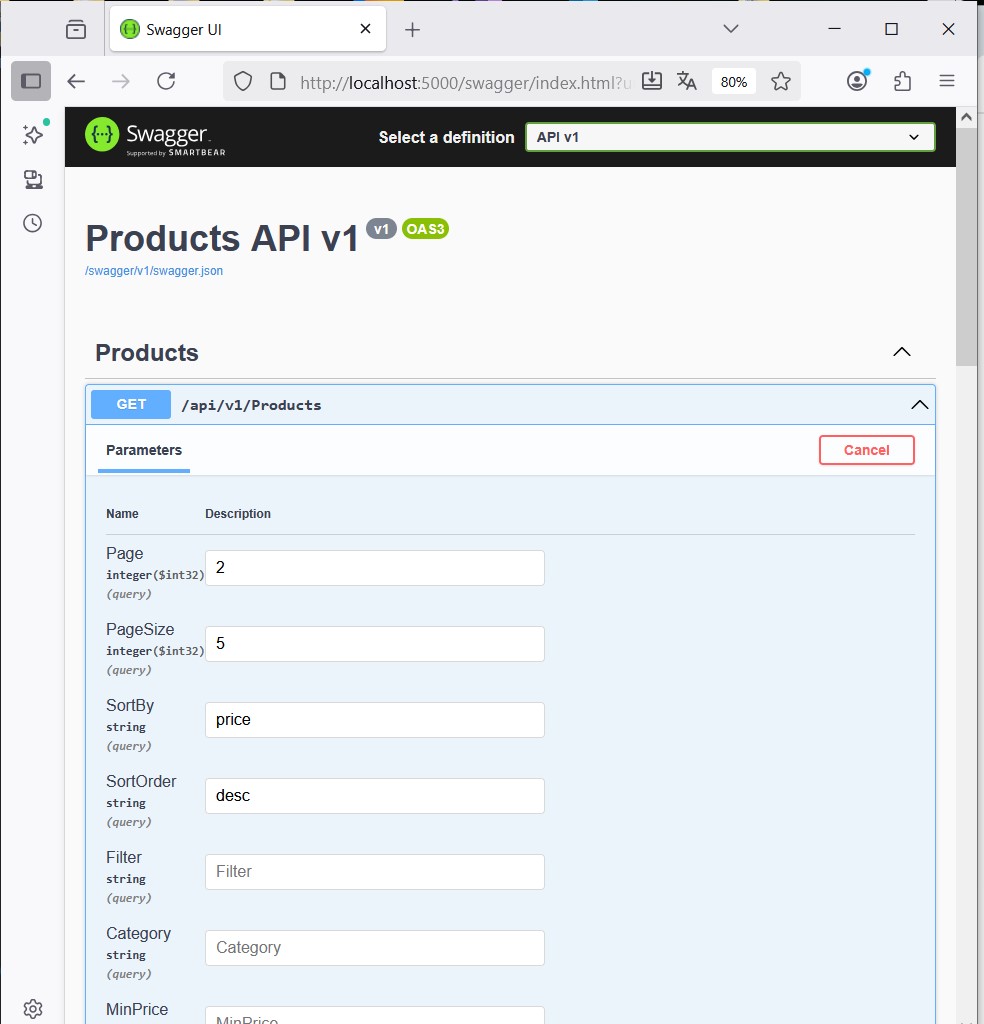 Swagger UI
http://localhost:5000/swagger/index.html?u
80%
Swagger
Supported by SMARTBEAR
Select a definition
API v1
Products API v1
v1
OAS3
/swagger/v1/swagger.json
Products
GET
/api/v1/Products
Parameters
Cancel
Name
Description
Page
integer($int32)
(query)
2
PageSize
integer($int32)
(query)
5
SortBy
string
(query)
price
SortOrder
string
(query)
desc
Filter
string
(query)
Filter
Category
string
(query)
Category
MinPrice
MinPrice